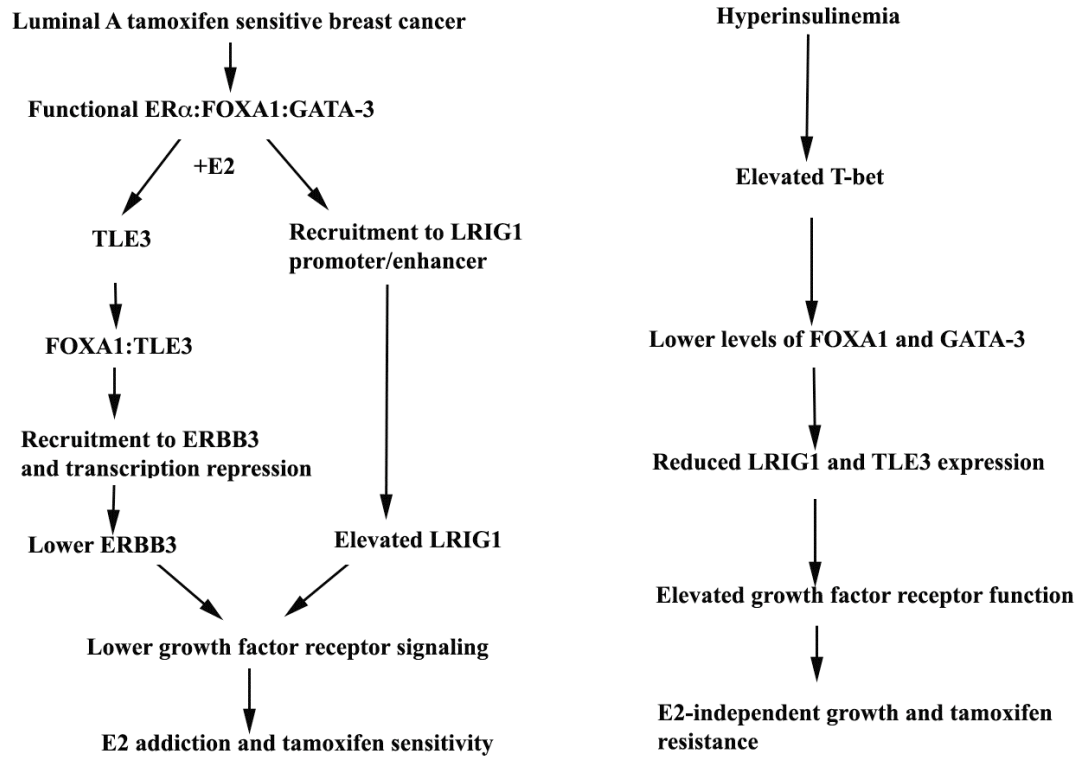 Luminal A tamoxifen sensitive breast cancer
Functional ERα:FOXA1:GATA-3
+E2
TLE3
Recruitment to LRIG1
promoter/enhancer
FOXA1:TLE3
Recruitment to ERBB3
and transcription repression
Lower ERBB3
Elevated LRIG1
Lower growth factor receptor signaling
E2 addiction and tamoxifen sensitivity
Hyperinsulinemia
Elevated T-bet
Lower levels of FOXA1 and GATA-3
Reduced LRIG1 and TLE3 expression
Elevated growth factor receptor function
E2-independent growth and tamoxifen
resistance